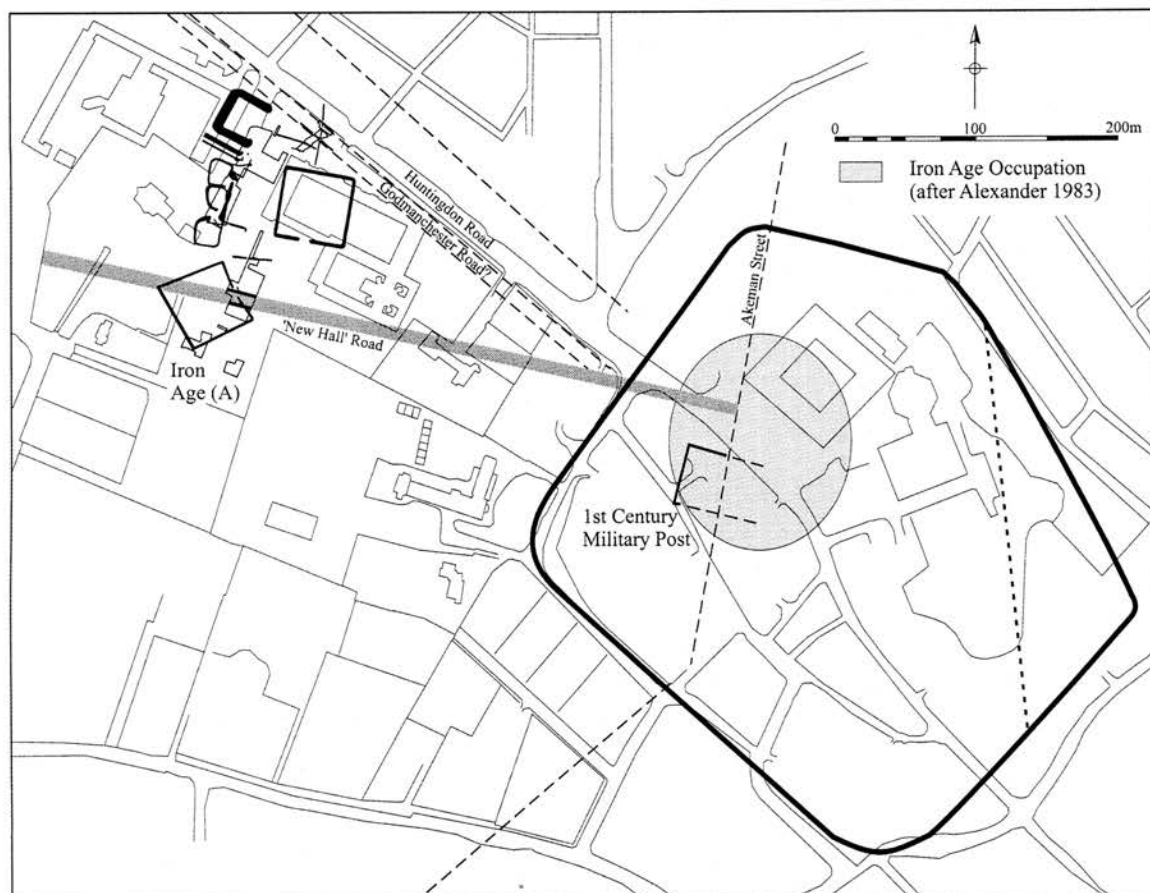 0 100 200m
Iron Age Occupation
(after Alexander 1983)
Huntingdon Road
Godmanchester Road?
Akeman Street
'New Hall' Road
Iron
Age (A)
1st Century
Military Post